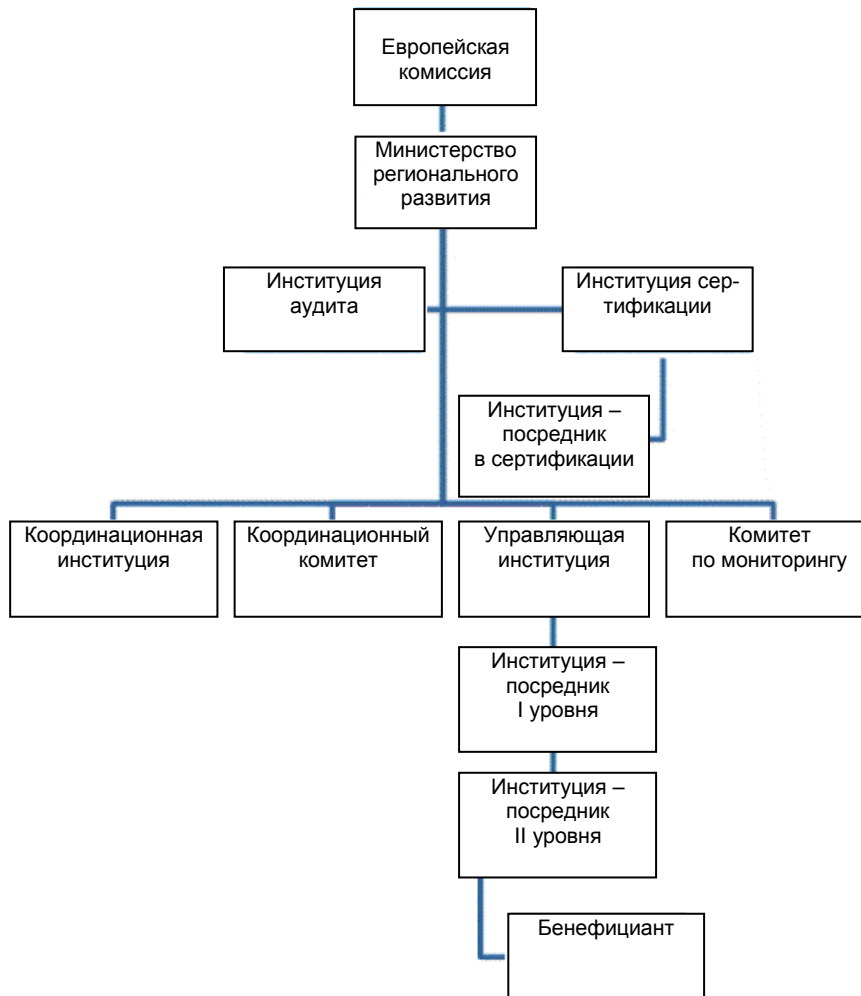 Европейская
комиссия
Министерство
регионального
развития
Институция
аудита
Институция сер-
тификации
Институция –
посредник
в сертификации
Координационная
институция
Координационный
комитет
Управляющая
институция
Комитет
по мониторингу
Институция –
посредник
I уровня
Институция –
посредник
II уровня
Бенефициант